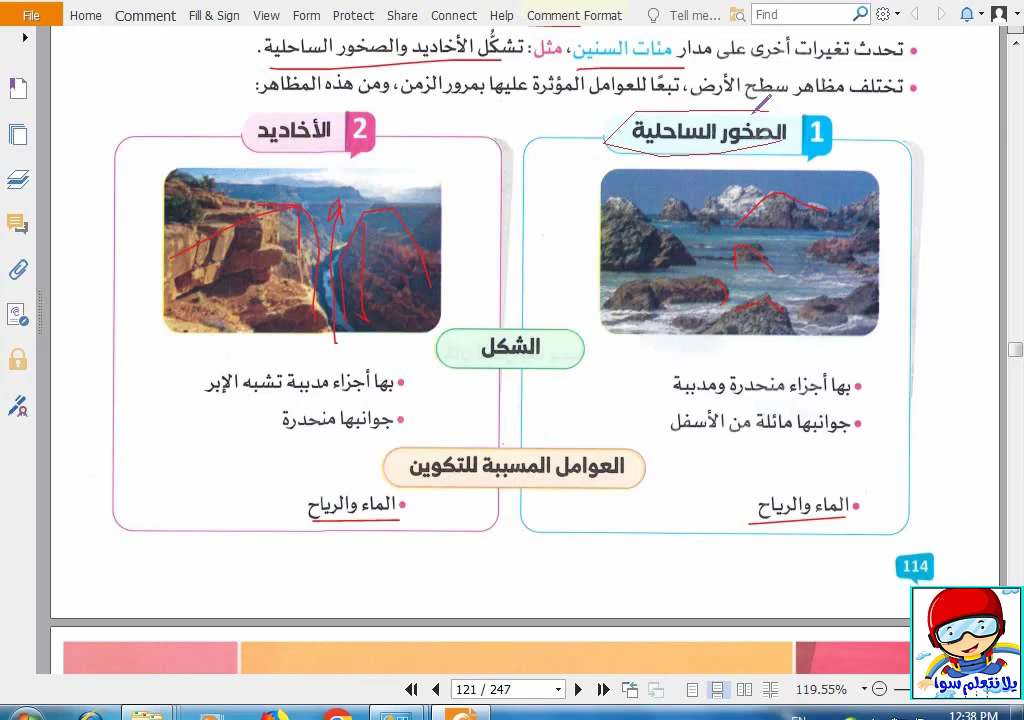 File Home Comment Fill & Sign View Form Protect Share Connect Help Comment Format Tell me... Find
تحدث تغيرات أخرى على مدار مئات السنين، مثل: تشكُّل الأخاديد والصخور الساحلية.
تختلف مظاهر سطح الأرض، تبعًا للعوامل المؤثرة عليها بمرور الزمن، ومن هذه المظاهر:
1 الصخور الساحلية
2 الأخاديد
الشكل
بها أجزاء منحدرة ومدببة
جوانبها مائلة من الأسفل
بها أجزاء مدببة تشبه الإبر
جوانبها منحدرة
العوامل المسببة للتكوين
الماء والرياح
الماء والرياح
114
يلا نتعلم سوا
121 / 247
119.55%
EN
12:38 PM